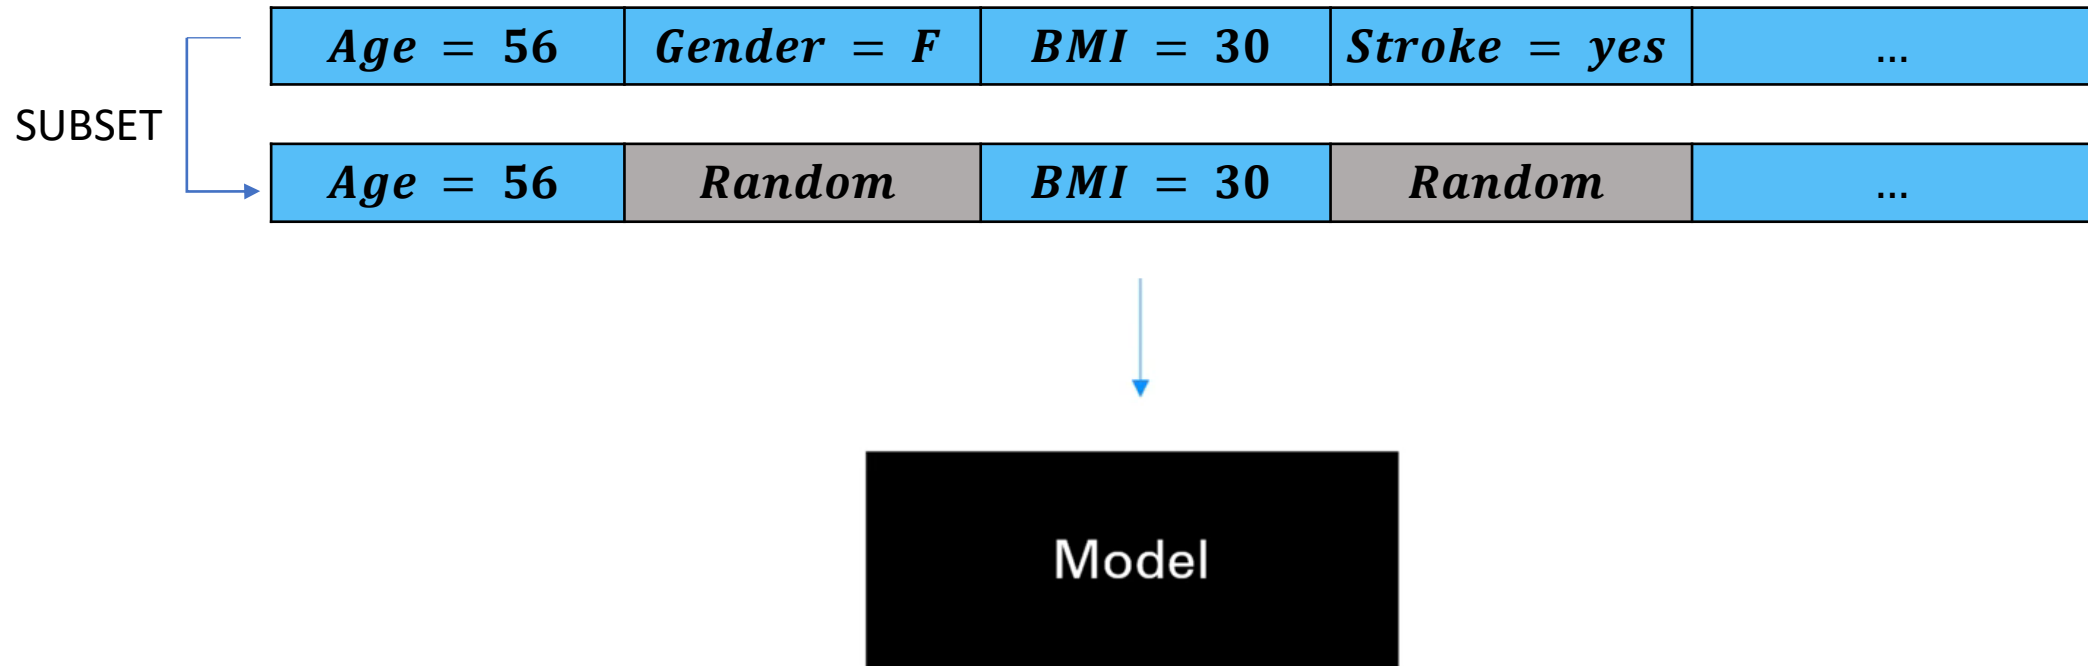 Age = 56 Gender = F BMI = 30 Stroke = yes ...
SUBSET
Age = 56 Random BMI = 30 Random ...
Model